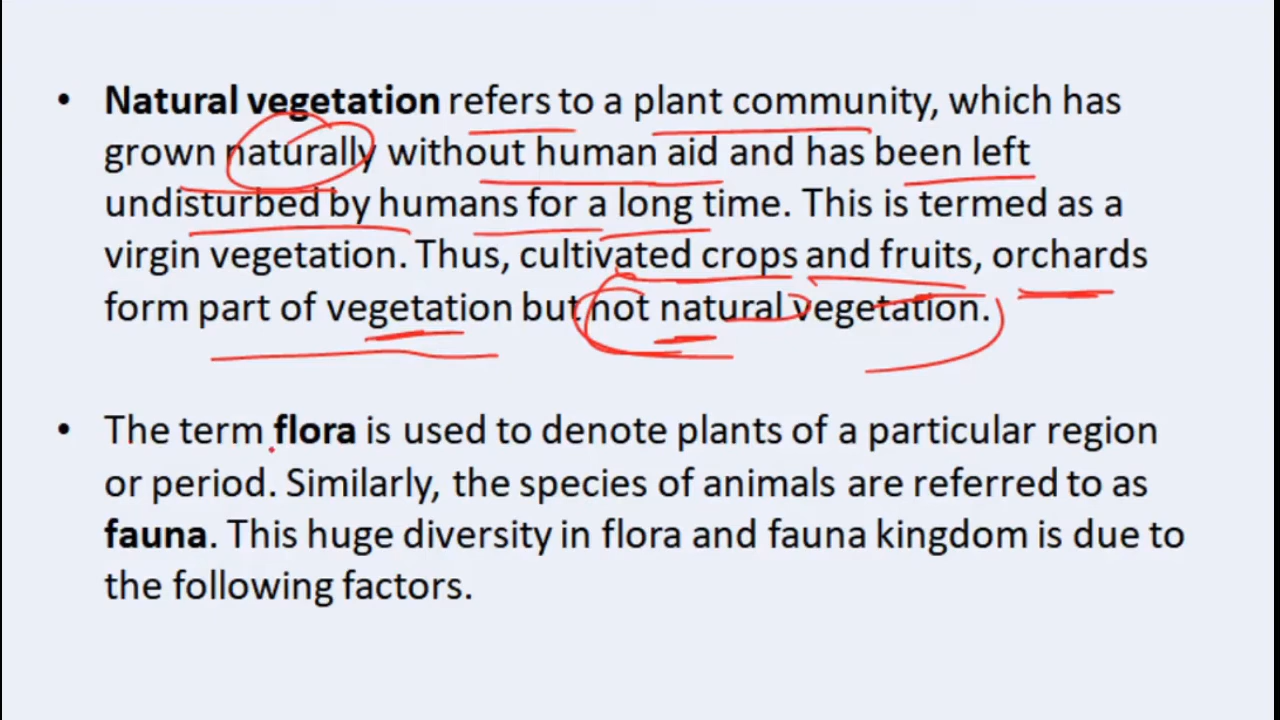 • Natural vegetation refers to a plant community, which has
grown naturally without human aid and has been left
undisturbed by humans for a long time. This is termed as a
virgin vegetation. Thus, cultivated crops and fruits, orchards
form part of vegetation but not natural vegetation.
• The term flora is used to denote plants of a particular region
or period. Similarly, the species of animals are referred to as
fauna. This huge diversity in flora and fauna kingdom is due to
the following factors.